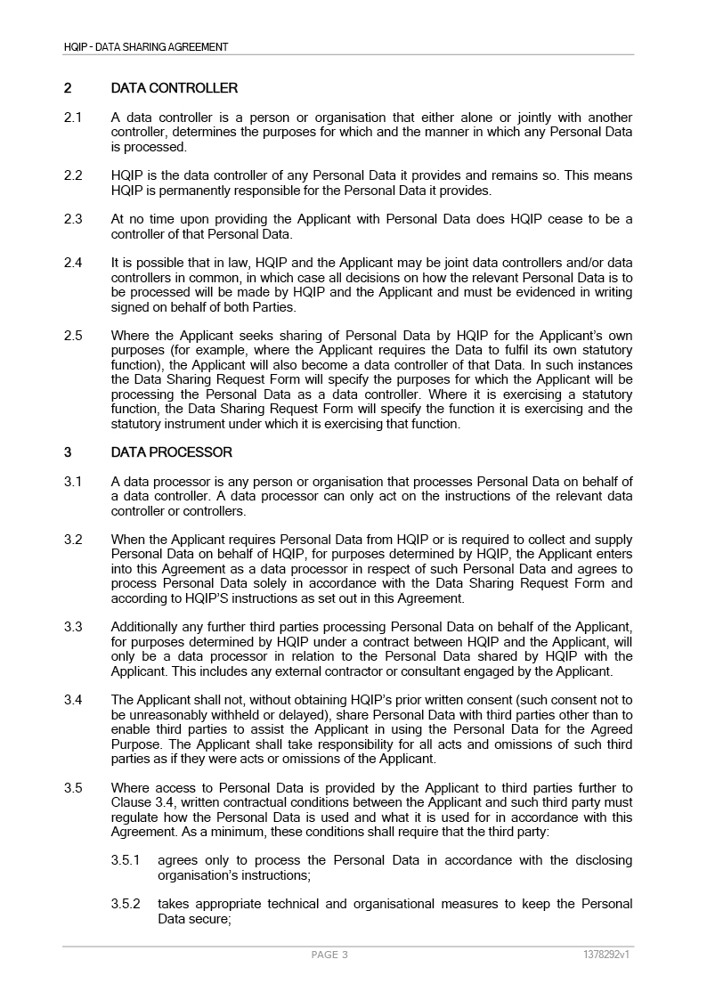 HQIP - DATA SHARING AGREEMENT
2 DATA CONTROLLER
2.1 A data controller is a person or organisation that either alone or jointly with another
controller, determines the purposes for which and the manner in which any Personal Data
is processed.
2.2 HQIP is the data controller of any Personal Data it provides and remains so. This means
HQIP is permanently responsible for the Personal Data it provides.
2.3 At no time upon providing the Applicant with Personal Data does HQIP cease to be a
controller of that Personal Data.
2.4 It is possible that in law, HQIP and the Applicant may be joint data controllers and/or data
controllers in common, in which case all decisions on how the relevant Personal Data is to
be processed will be made by HQIP and the Applicant and must be evidenced in writing
signed on behalf of both Parties.
2.5 Where the Applicant seeks sharing of Personal Data by HQIP for the Applicant's own
purposes (for example, where the Applicant requires the Data to fulfil its own statutory
function), the Applicant will also become a data controller of that Data. In such instances
the Data Sharing Request Form will specify the purposes for which the Applicant will be
processing the Personal Data as a data controller. Where it is exercising a statutory
function, the Data Sharing Request Form will specify the function it is exercising and the
statutory instrument under which it is exercising that function.
3 DATA PROCESSOR
3.1 A data processor is any person or organisation that processes Personal Data on behalf of
a data controller. A data processor can only act on the instructions of the relevant data
controller or controllers.
3.2 When the Applicant requires Personal Data from HQIP or is required to collect and supply
Personal Data on behalf of HQIP, for purposes determined by HQIP, the Applicant enters
into this Agreement as a data processor in respect of such Personal Data and agrees to
process Personal Data solely in accordance with the Data Sharing Request Form and
according to HQIP'S instructions as set out in this Agreement.
3.3 Additionally any further third parties processing Personal Data on behalf of the Applicant,
for purposes determined by HQIP under a contract between HQIP and the Applicant, will
only be a data processor in relation to the Personal Data shared by HQIP with the
Applicant. This includes any external contractor or consultant engaged by the Applicant.
3.4 The Applicant shall not, without obtaining HQIP's prior written consent (such consent not to
be unreasonably withheld or delayed), share Personal Data with third parties other than to
enable third parties to assist the Applicant in using the Personal Data for the Agreed
Purpose. The Applicant shall take responsibility for all acts and omissions of such third
parties as if they were acts or omissions of the Applicant.
3.5 Where access to Personal Data is provided by the Applicant to third parties further to
Clause 3.4, written contractual conditions between the Applicant and such third party must
regulate how the Personal Data is used and what it is used for in accordance with this
Agreement. As a minimum, these conditions shall require that the third party:
3.5.1 agrees only to process the Personal Data in accordance with the disclosing
organisation's instructions;
3.5.2 takes appropriate technical and organisational measures to keep the Personal
Data secure;
PAGE 3 1378292v1